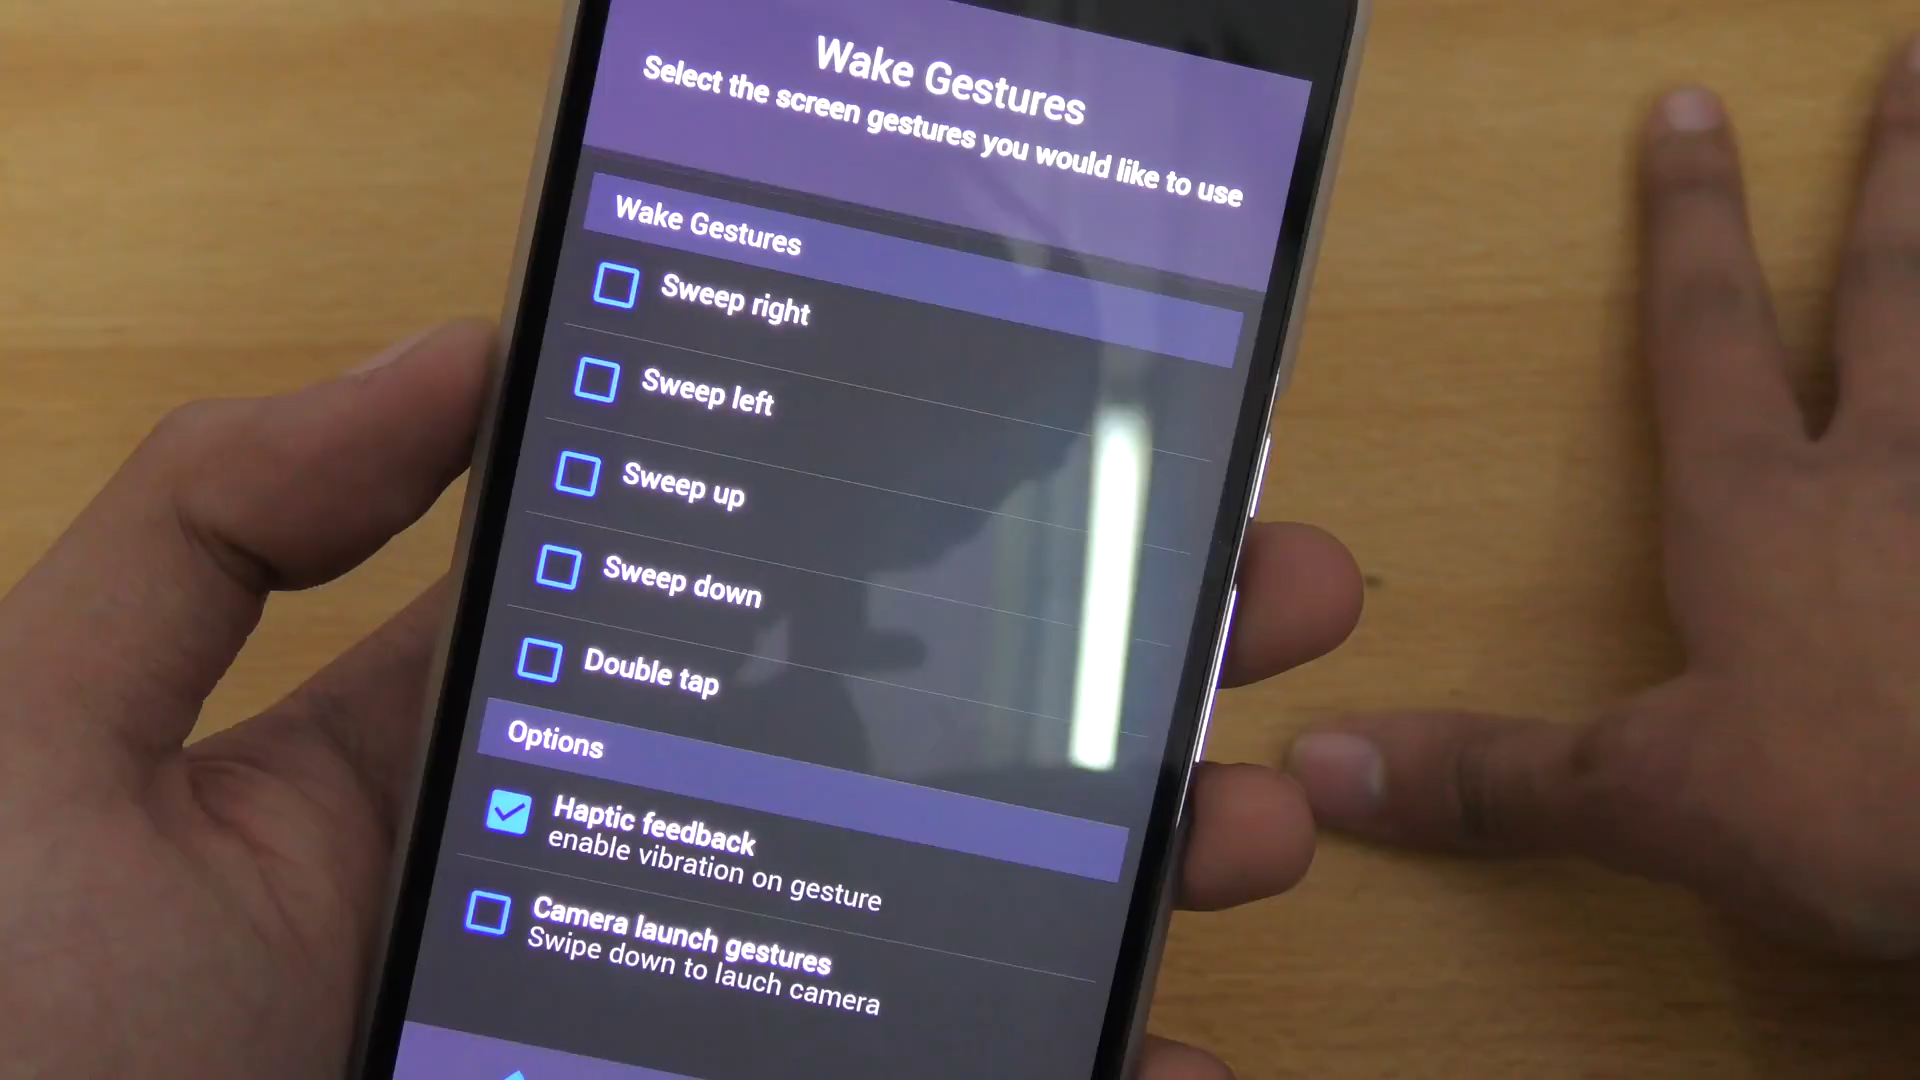 Wake Gestures
Select the screen gestures you would like to use
Wake Gestures
Sweep right
Sweep left
Sweep up
Sweep down
Double tap
Options
Haptic feedback
enable vibration on gesture
Camera launch gestures
Swipe down to lauch camera